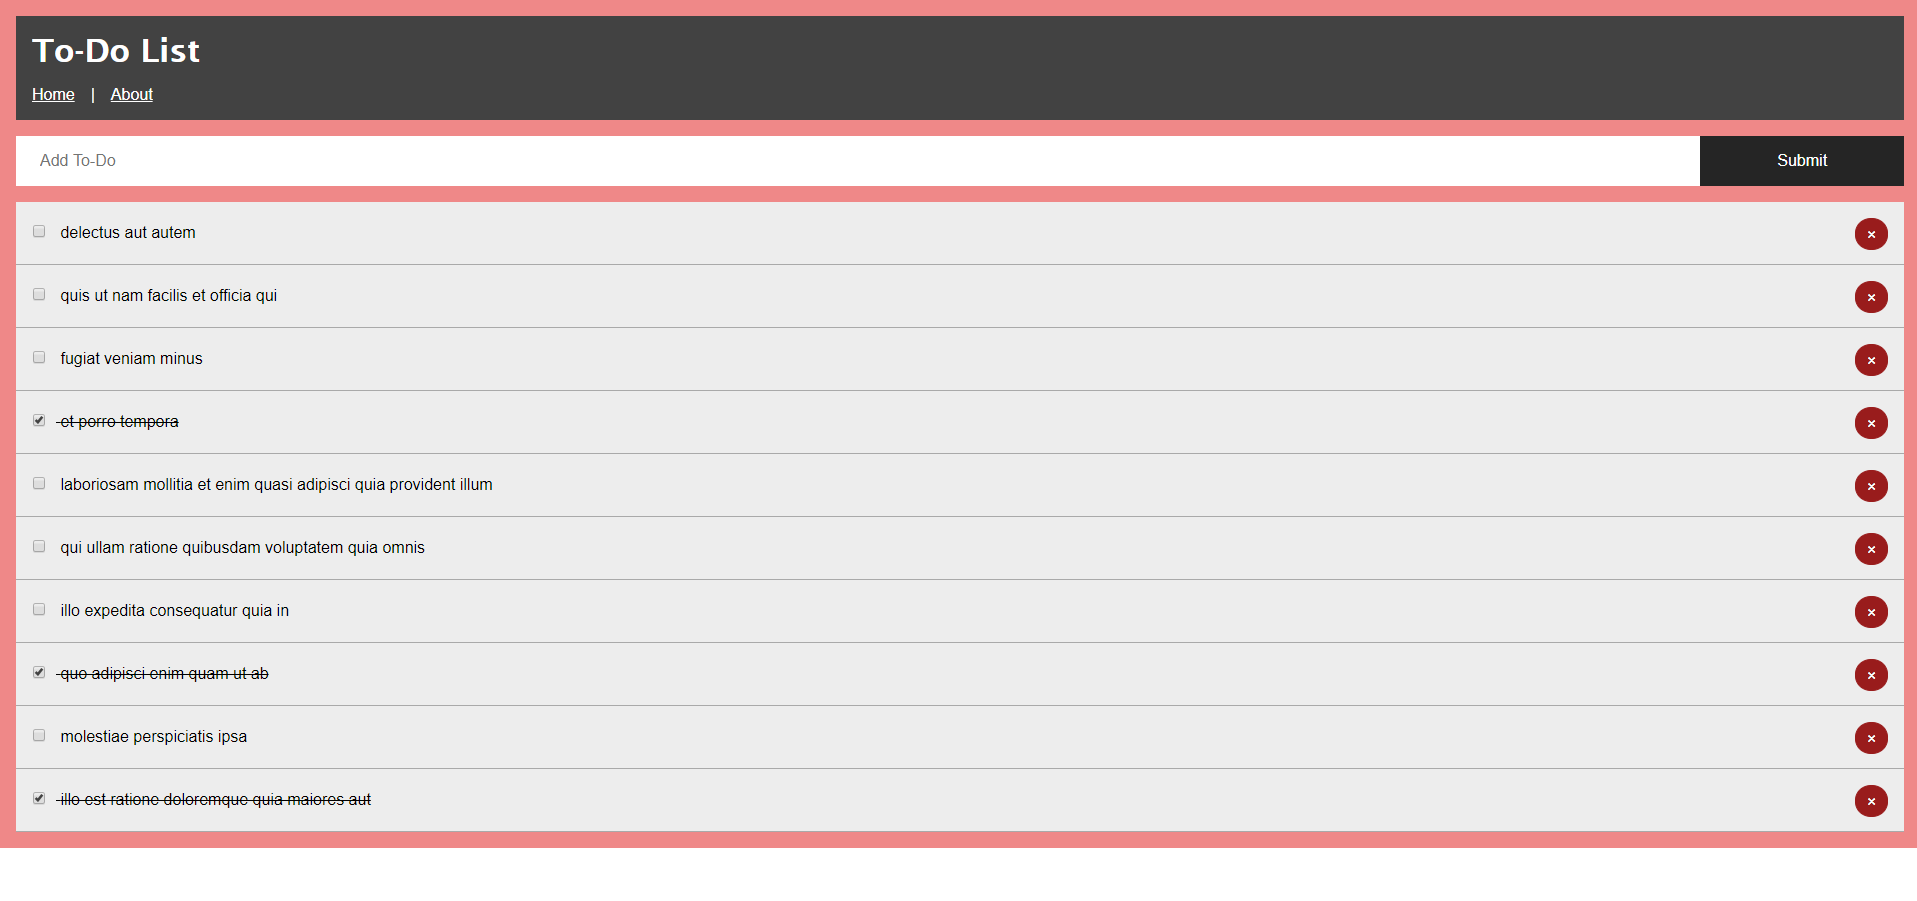 To-Do List
Home | About
Add To-Do Submit
delectus aut autem ×
quis ut nam facilis et officia qui ×
fugiat veniam minus ×
et porro tempora ×
laboriosam mollitia et enim quasi adipisci quia provident illum ×
qui ullam ratione quibusdam voluptatem quia omnis ×
illo expedita consequatur quia in ×
quo adipisci enim quam ut ab ×
molestiae perspiciatis ipsa ×
illo est ratione doloremque quia maiores aut ×